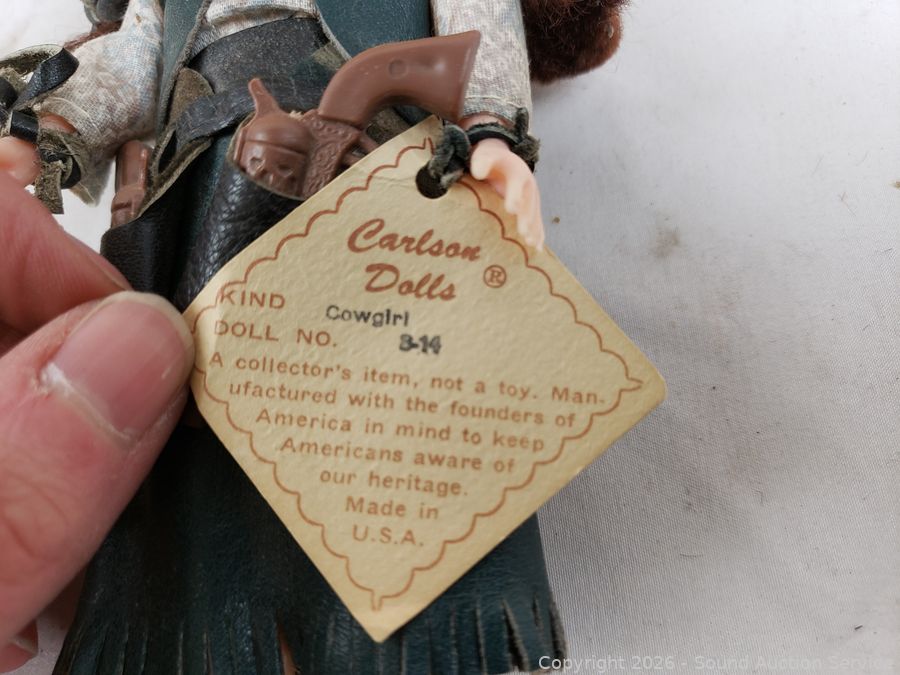 Carlson
Dolls ®
KIND Cowgirl
DOLL NO. 3-14
A collector's item, not a toy. Man-
ufactured with the founders of
America in mind to keep
Americans aware of
our heritage.
Made in
U.S.A.
Copyright 2026 - Sound Auction Service